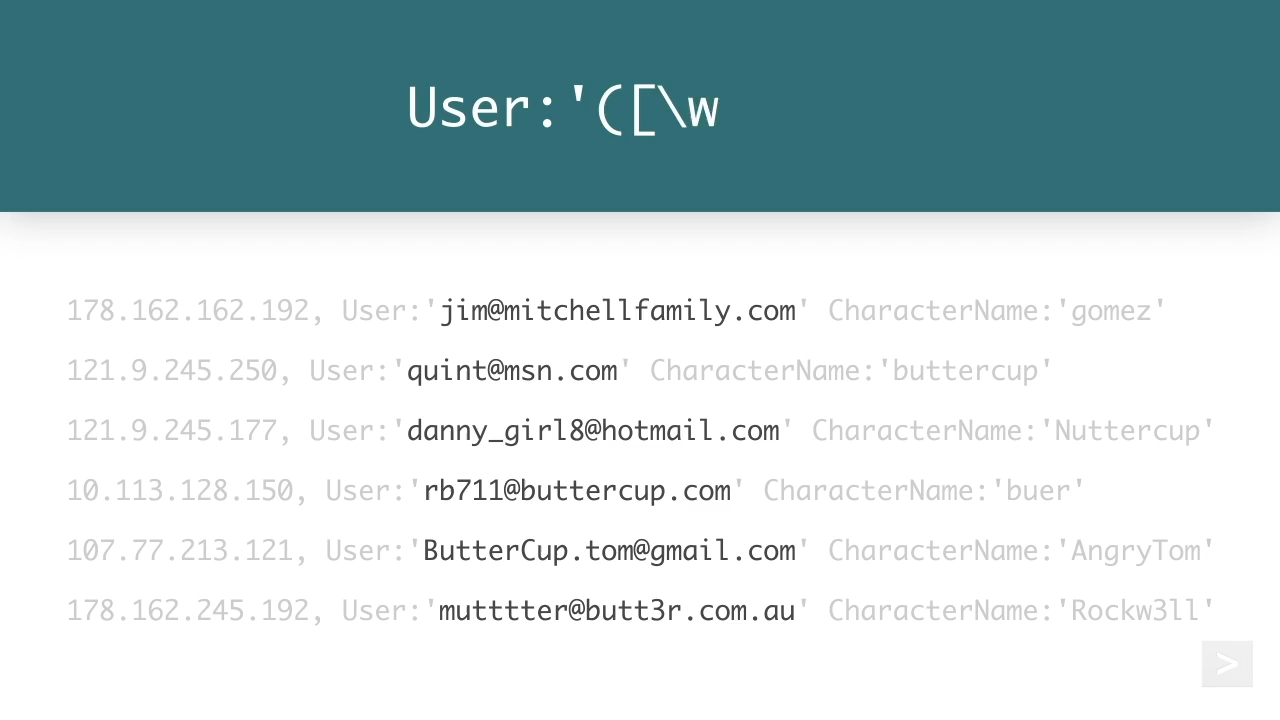 User:'([\w
178.162.162.192, User:'jim@mitchellfamily.com' CharacterName:'gomez'
121.9.245.250, User:'quint@msn.com' CharacterName:'buttercup'
121.9.245.177, User:'danny_girl8@hotmail.com' CharacterName:'Nuttercup'
10.113.128.150, User:'rb711@buttercup.com' CharacterName:'buer'
107.77.213.121, User:'ButterCup.tom@gmail.com' CharacterName:'AngryTom'
178.162.245.192, User:'mutttter@butt3r.com.au' CharacterName:'Rockw3ll'
>